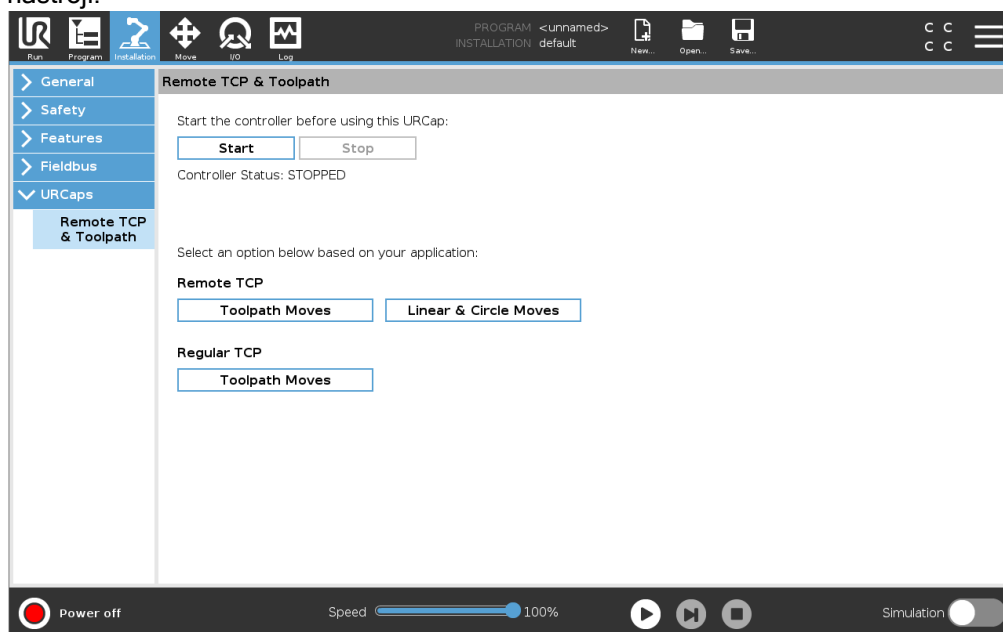 nástroji.
PROGRAM <unnamed>
INSTALLATION default
Run Program Installation Move I/O Log New... Open... Save...
C C
C C
General
Safety
Features
Fieldbus
URCaps
Remote TCP
& Toolpath
Remote TCP & Toolpath
Start the controller before using this URCap:
Start Stop
Controller Status: STOPPED
Select an option below based on your application:
Remote TCP
Toolpath Moves Linear & Circle Moves
Regular TCP
Toolpath Moves
Power off Speed 100% Simulation